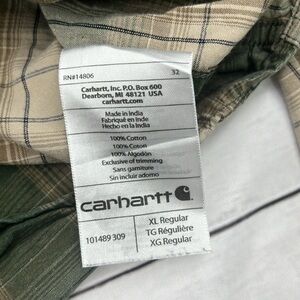 RN#14806 32
Carhartt, Inc. P.O. Box 600
Dearborn, MI 48121 USA
carhartt.com
Made in India
Fabriqué en Inde
Hecho en la India
100% Cotton
100% Coton
100% Algodón
Exclusive of trimming
Sans garniture
Sin incluir adorno
carhartt
101489 309
XL Regular
TG Régulière
XG Regular